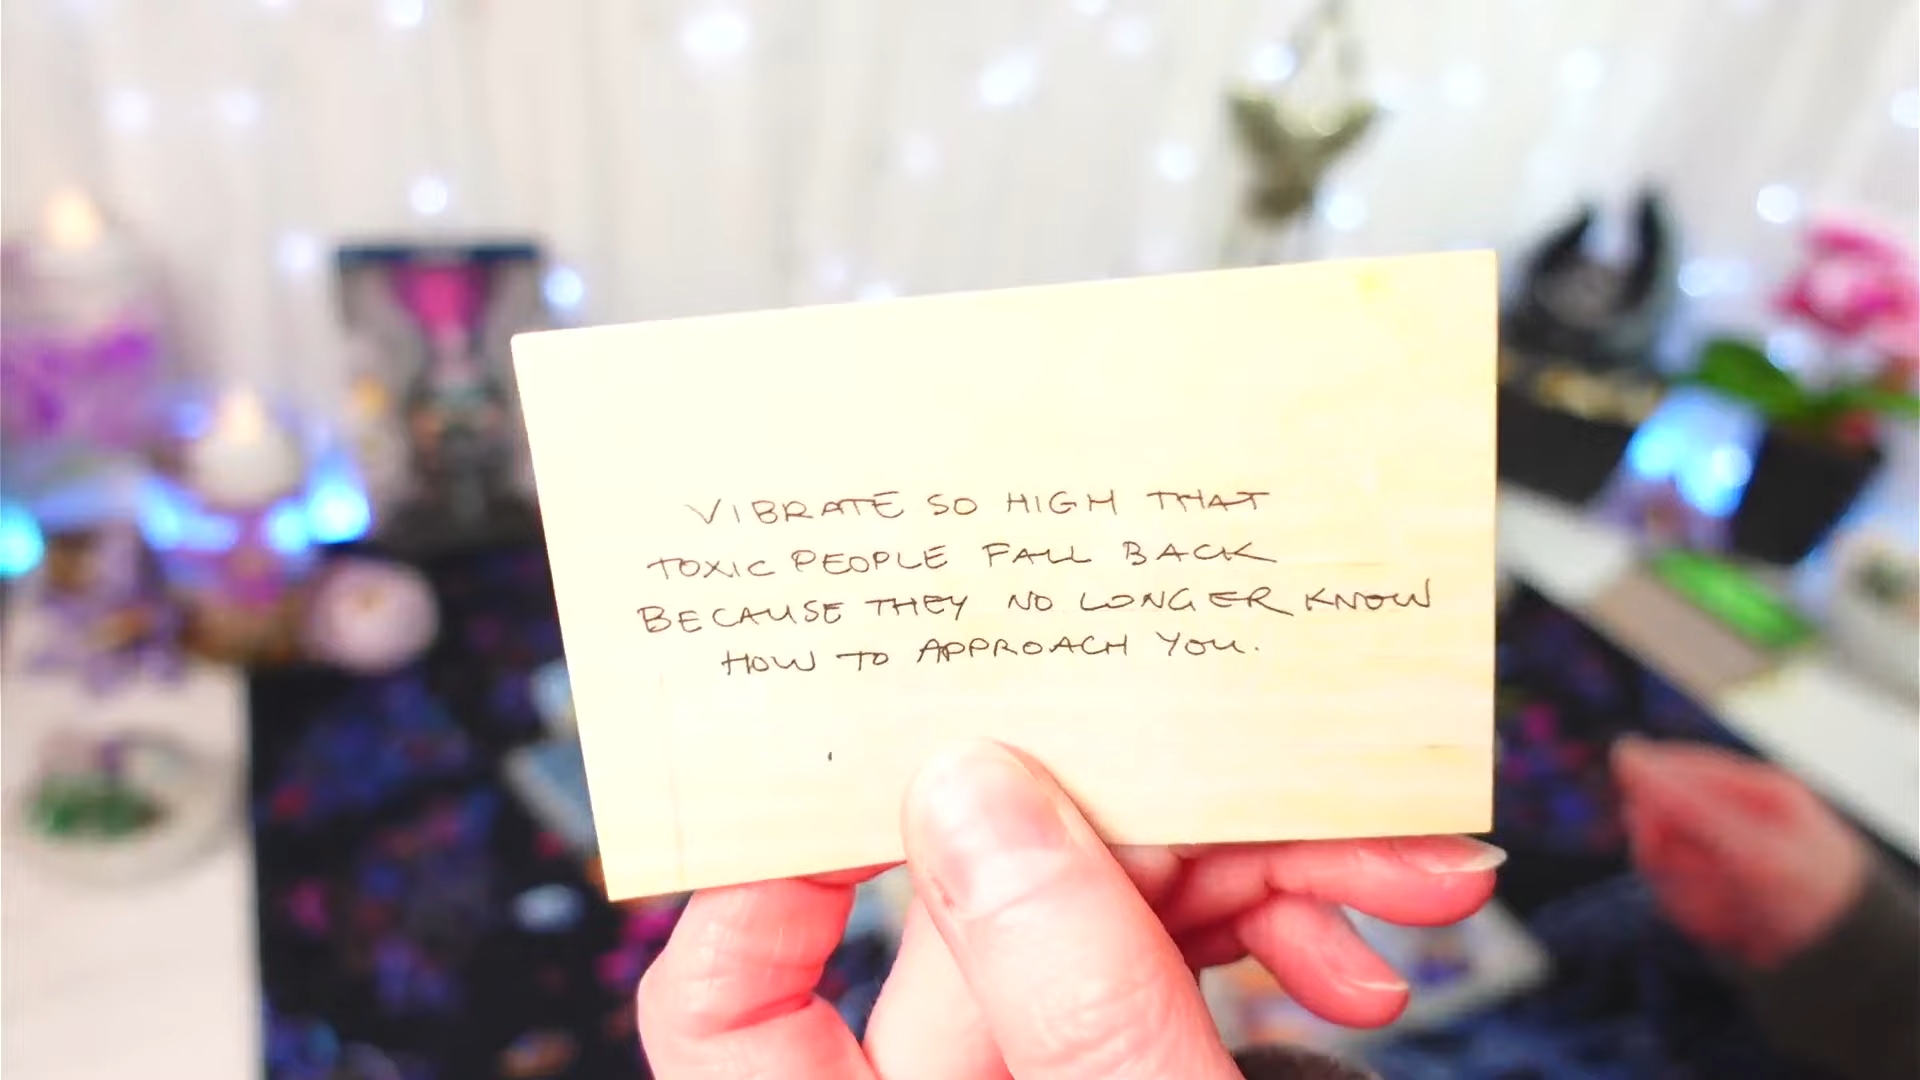 VIBRATE SO HIGH THAT
TOXIC PEOPLE FALL BACK
BECAUSE THEY NO LONGER KNOW
HOW TO APPROACH YOU.